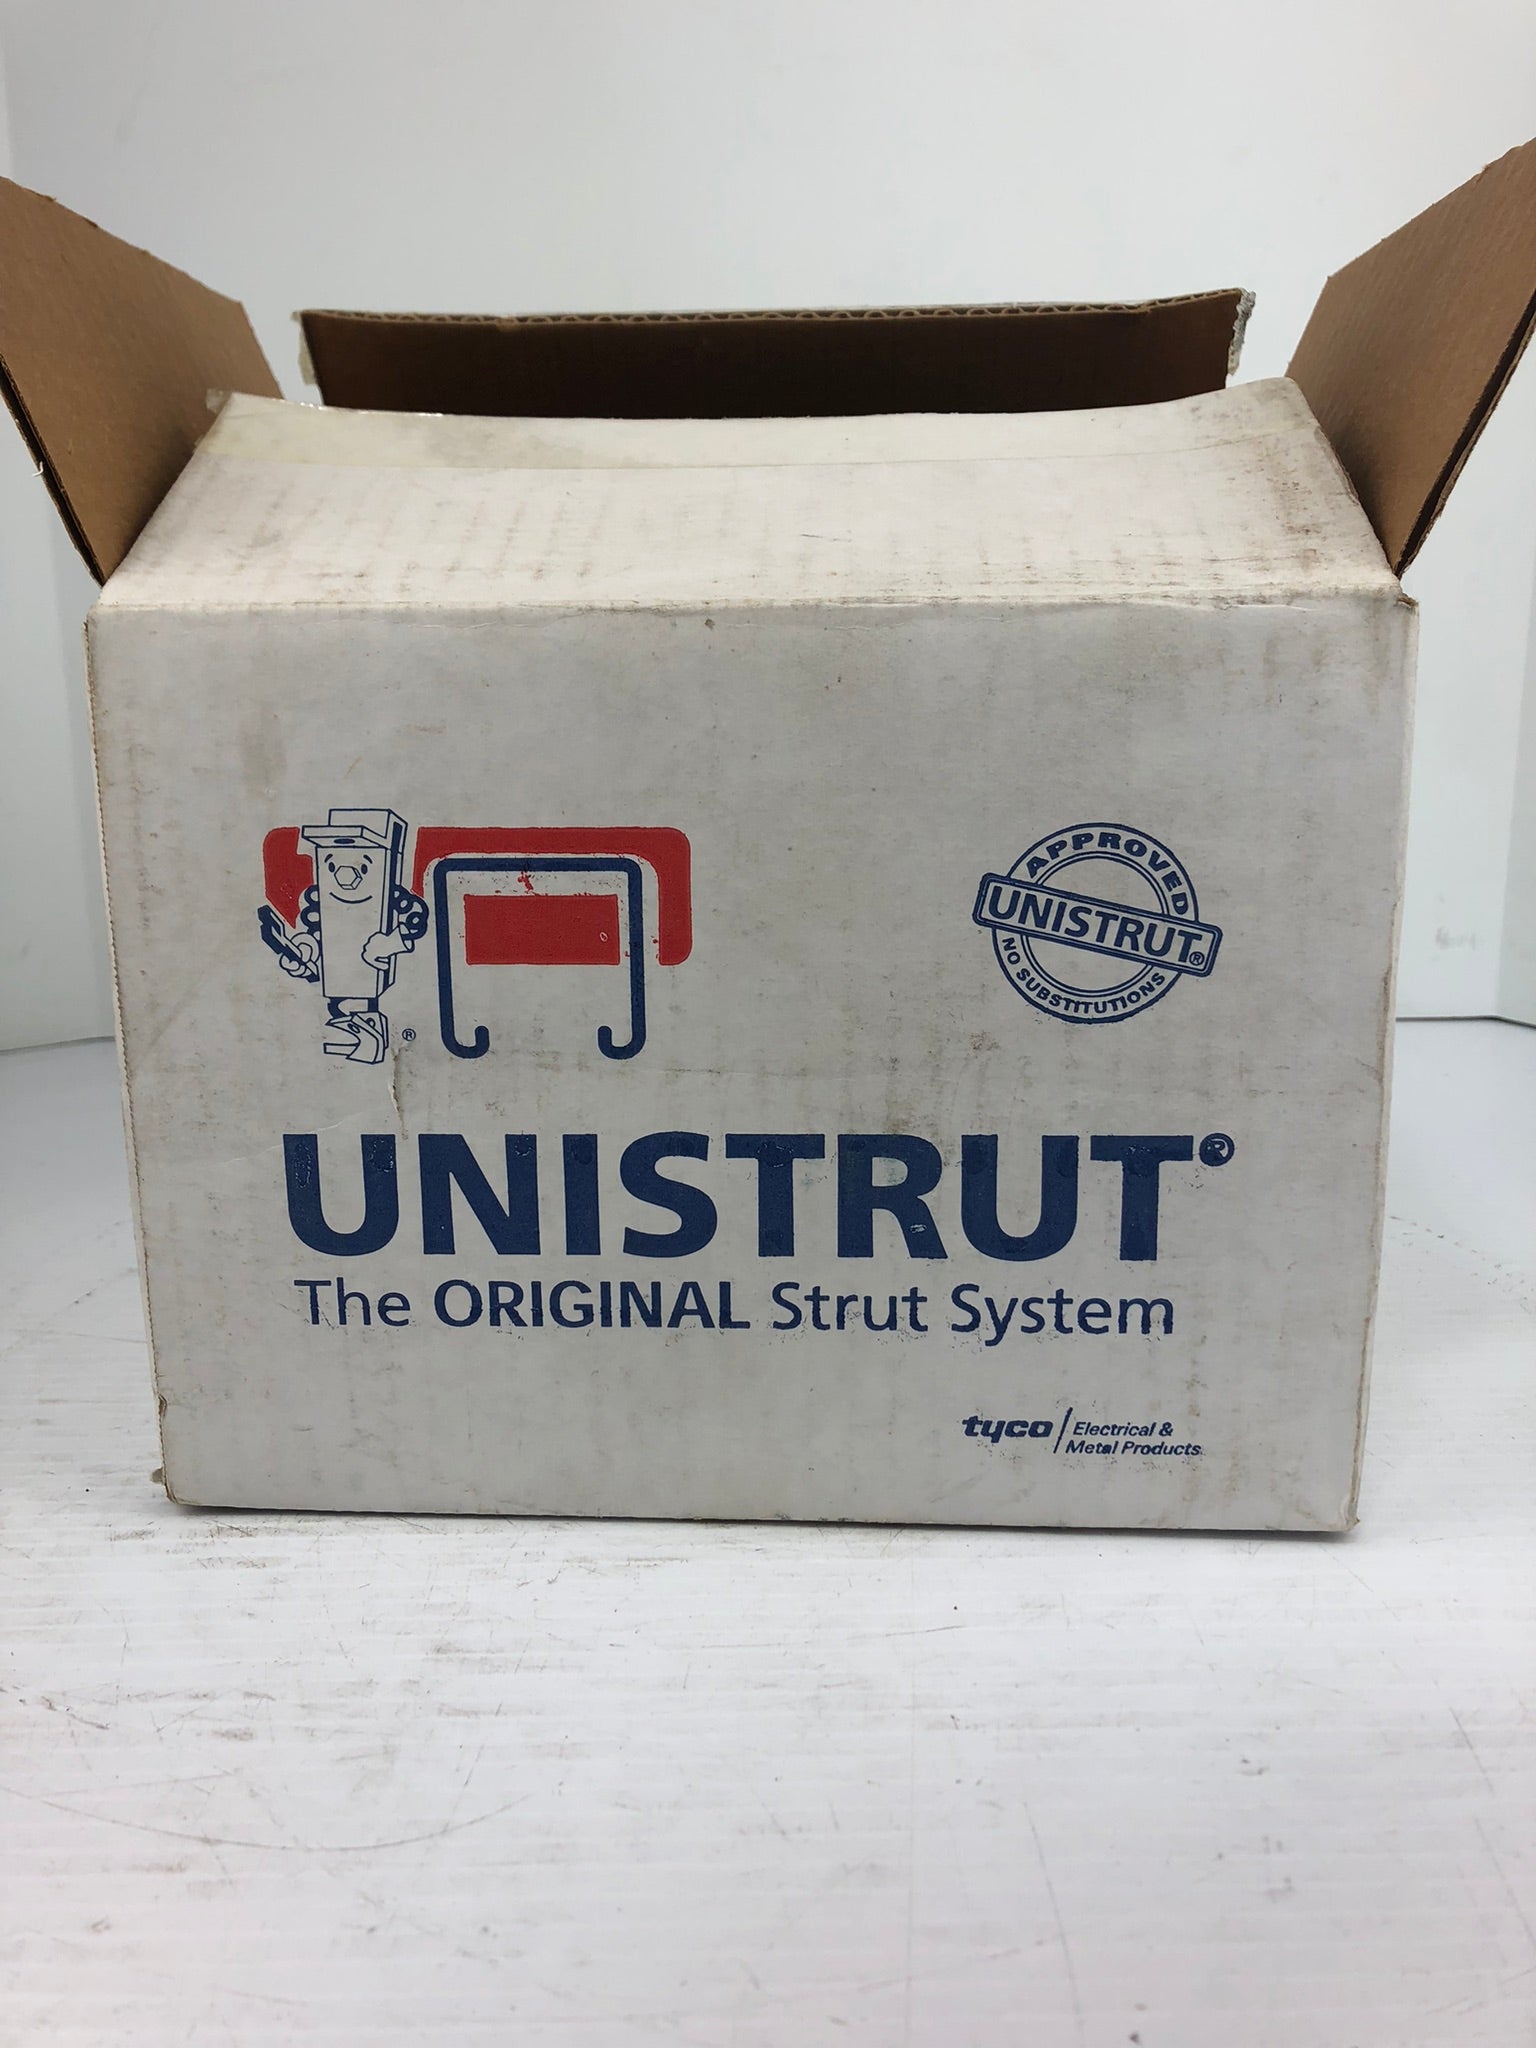 ®
APPROVED
UNISTRUT®
NO SUBSTITUTIONS
UNISTRUT®
The ORIGINAL Strut System
tyco
Electrical &
Metal Products